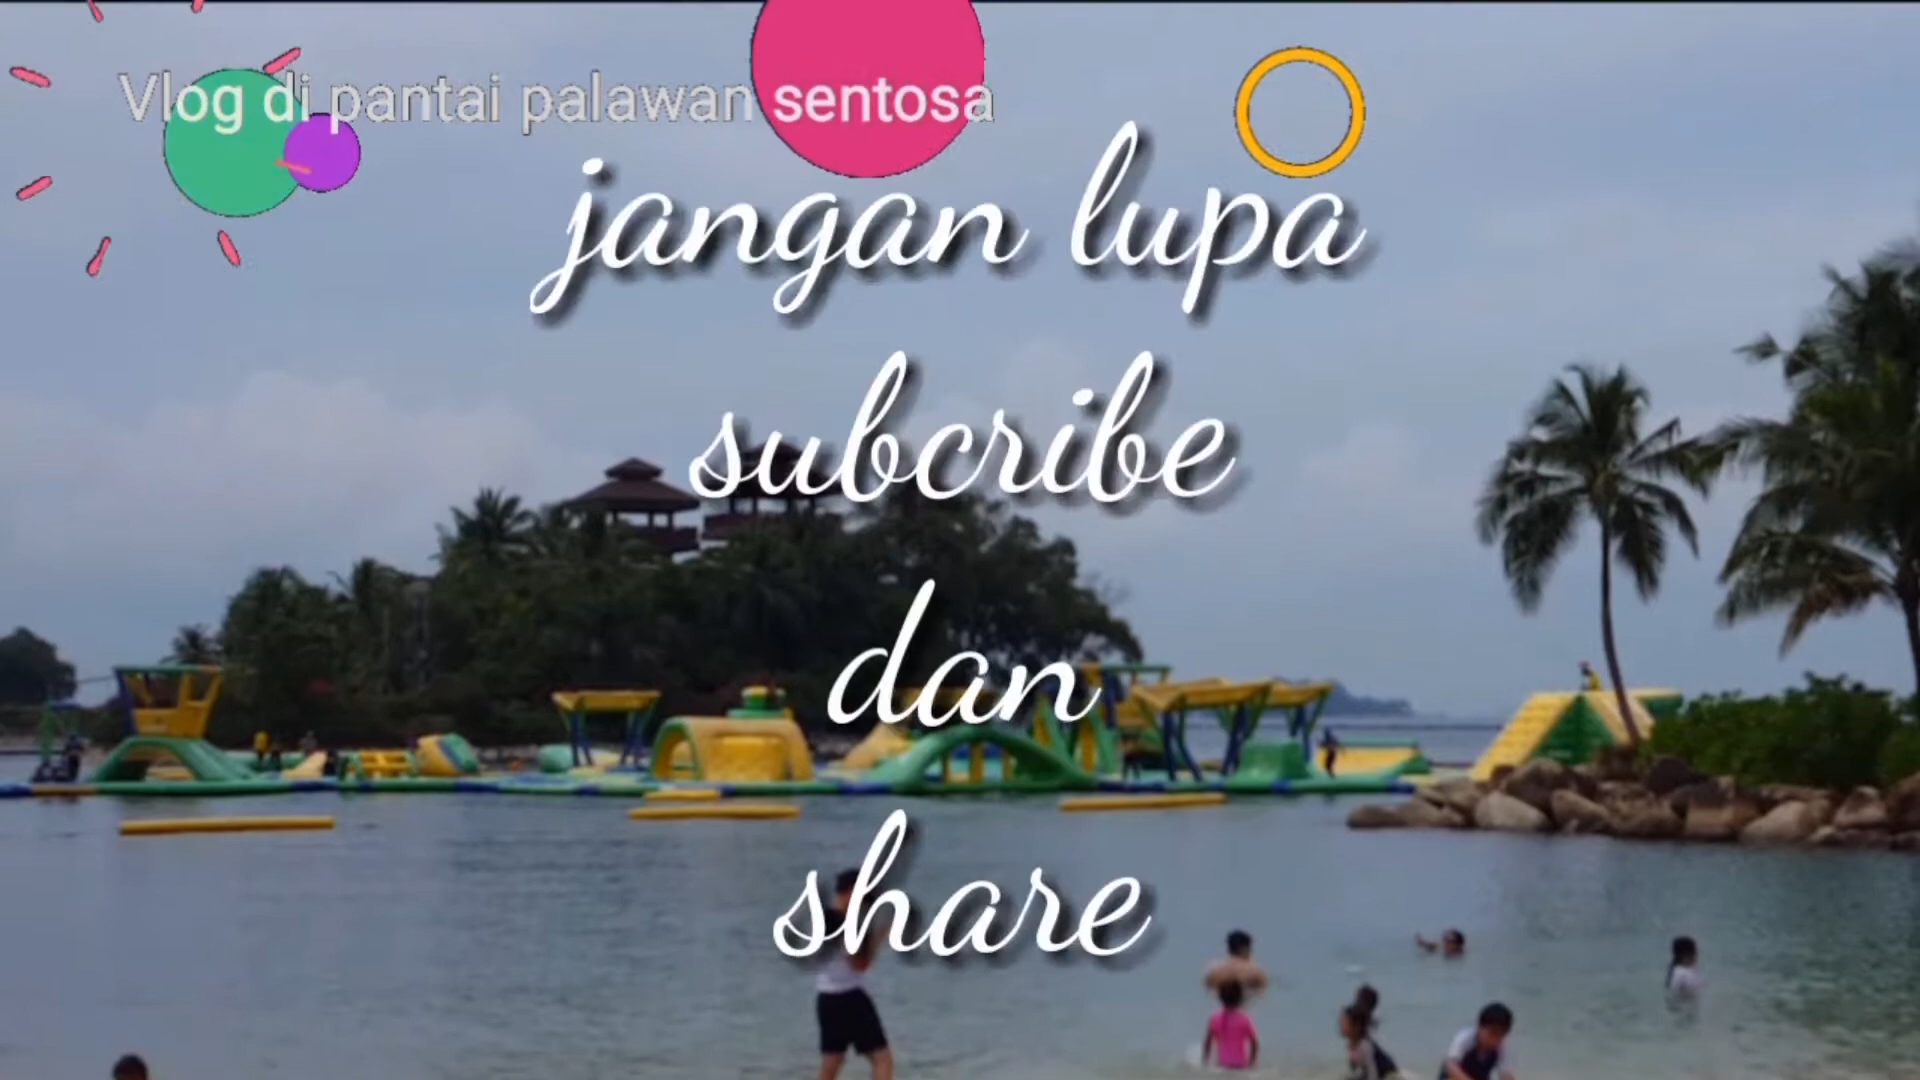 Vlog di pantai palawan sentosa
jangan lupa
subcribe
dan
share